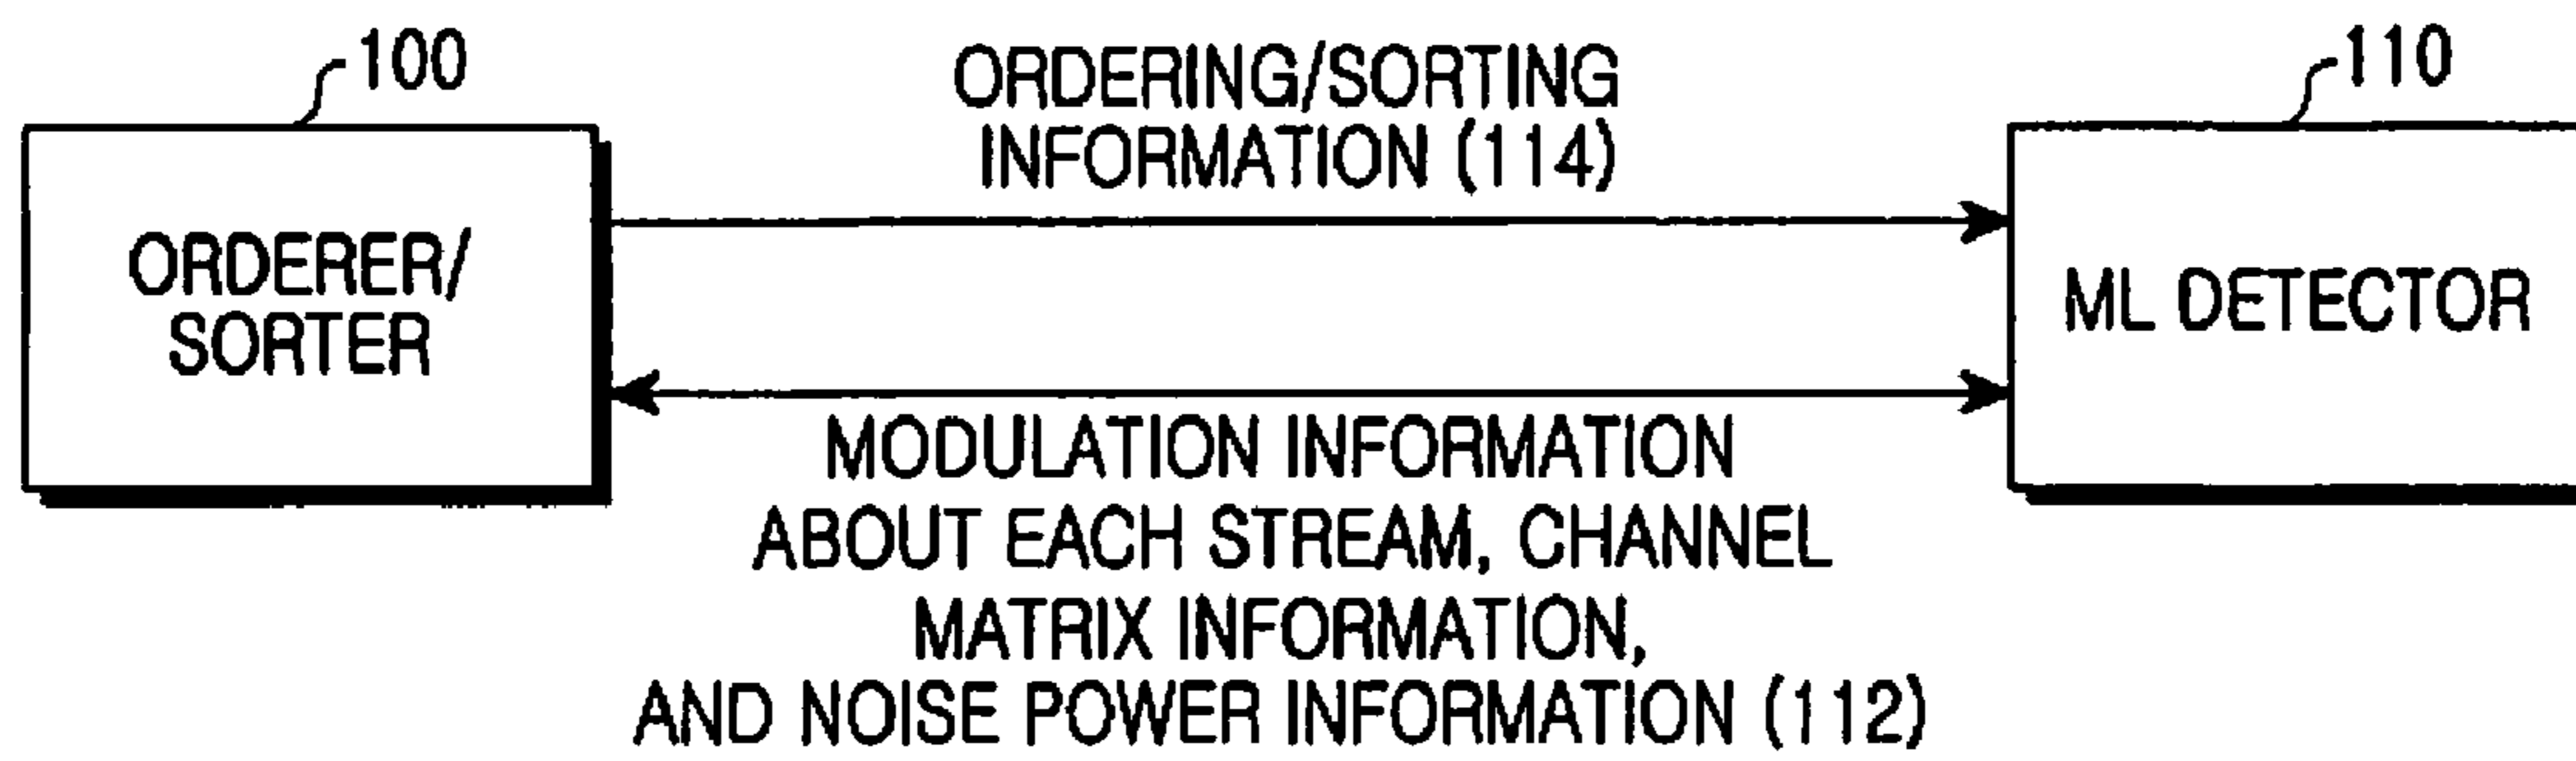 100
ORDERING/SORTING
INFORMATION (114)
110
ORDERER/
SORTER
ML DETECTOR
MODULATION INFORMATION
ABOUT EACH STREAM, CHANNEL
MATRIX INFORMATION,
AND NOISE POWER INFORMATION (112)